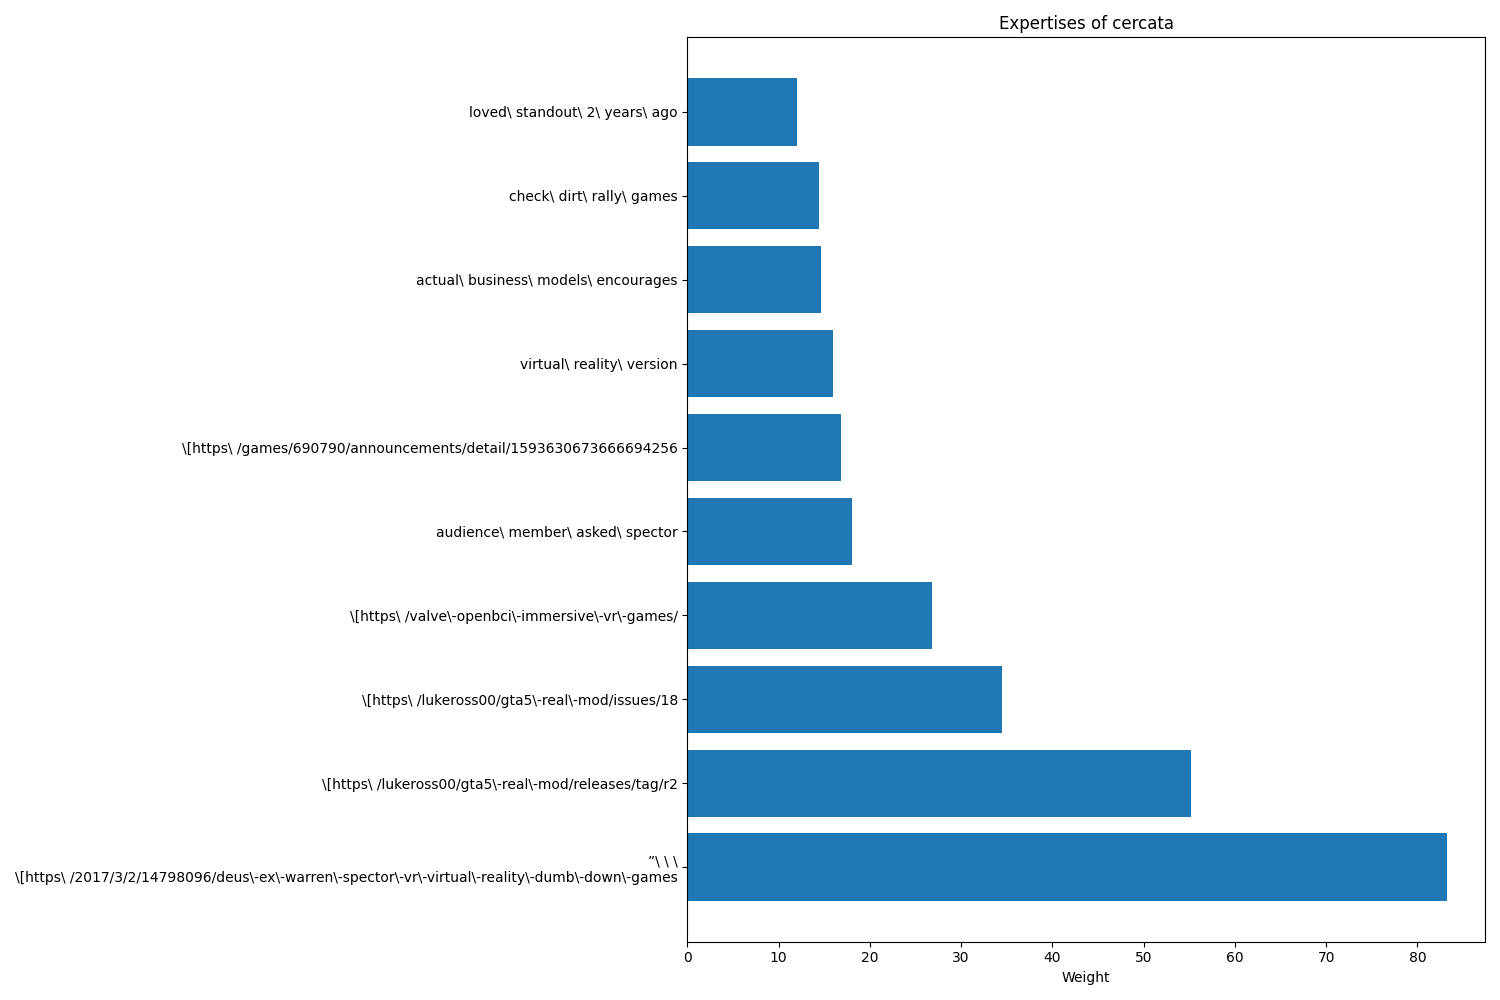 Expertises of cercata
loved\ standout\ 2\ years\ ago
check\ dirt\ rally\ games
actual\ business\ models\ encourages
virtual\ reality\ version
\[https\ /games/690790/announcements/detail/1593630673666694256
audience\ member\ asked\ spector
\[https\ /valve\-openbci\-immersive\-vr\-games/
\[https\ /lukeross00/gta5\-real\-mod/issues/18
\[https\ /lukeross00/gta5\-real\-mod/releases/tag/r2
”\ \ \
\[https\ /2017/3/2/14798096/deus\-ex\-warren\-spector\-vr\-virtual\-reality\-dumb\-down\-games
0 10 20 30 40 50 60 70 80
Weight